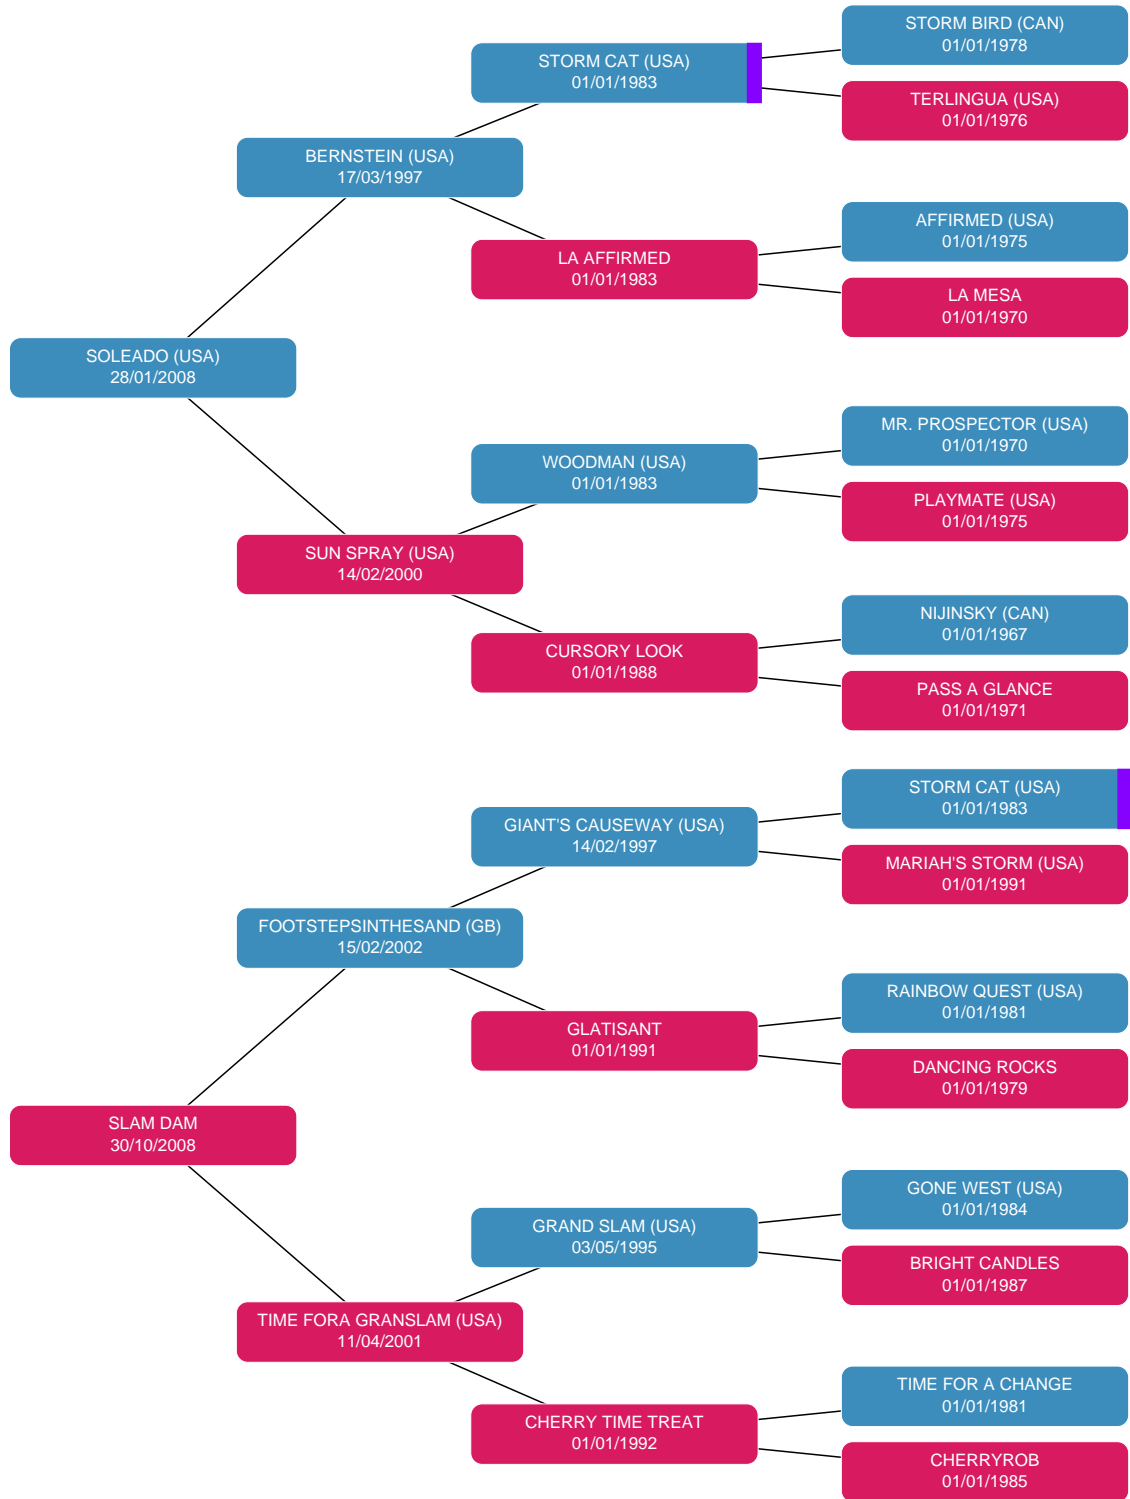 STORM BIRD (CAN)
01/01/1978
STORM CAT (USA)
01/01/1983
TERLINGUA (USA)
01/01/1976
BERNSTEIN (USA)
17/03/1997
AFFIRMED (USA)
01/01/1975
LA AFFIRMED
01/01/1983
LA MESA
01/01/1970
SOLEADO (USA)
28/01/2008
MR. PROSPECTOR (USA)
01/01/1970
WOODMAN (USA)
01/01/1983
PLAYMATE (USA)
01/01/1975
SUN SPRAY (USA)
14/02/2000
NIJINSKY (CAN)
01/01/1967
CURSORY LOOK
01/01/1988
PASS A GLANCE
01/01/1971
STORM CAT (USA)
01/01/1983
GIANT'S CAUSEWAY (USA)
14/02/1997
MARIAH'S STORM (USA)
01/01/1991
FOOTSTEPSINTHESAND (GB)
15/02/2002
RAINBOW QUEST (USA)
01/01/1981
GLATISANT
01/01/1991
DANCING ROCKS
01/01/1979
SLAM DAM
30/10/2008
GONE WEST (USA)
01/01/1984
GRAND SLAM (USA)
03/05/1995
BRIGHT CANDLES
01/01/1987
TIME FORA GRANSLAM (USA)
11/04/2001
TIME FOR A CHANGE
01/01/1981
CHERRY TIME TREAT
01/01/1992
CHERRYROB
01/01/1985